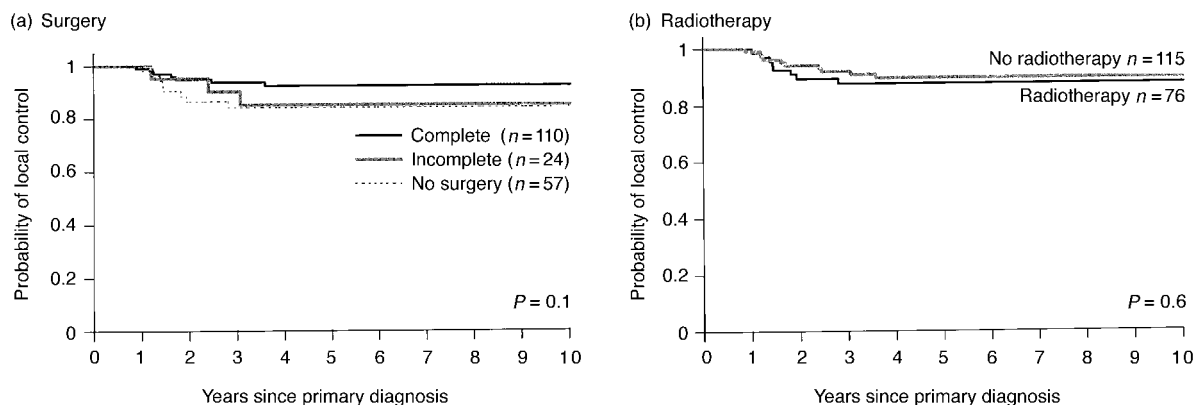 (a) Surgery
1
0.8
0.6
0.4
0.2
0
Probability of local control
Complete (n = 110)
Incomplete (n = 24)
No surgery (n = 57)
P = 0.1
0 1 2 3 4 5 6 7 8 9 10
Years since primary diagnosis
(b) Radiotherapy
1
0.8
0.6
0.4
0.2
0
Probability of local control
No radiotherapy n = 115
Radiotherapy n = 76
P = 0.6
0 1 2 3 4 5 6 7 8 9 10
Years since primary diagnosis